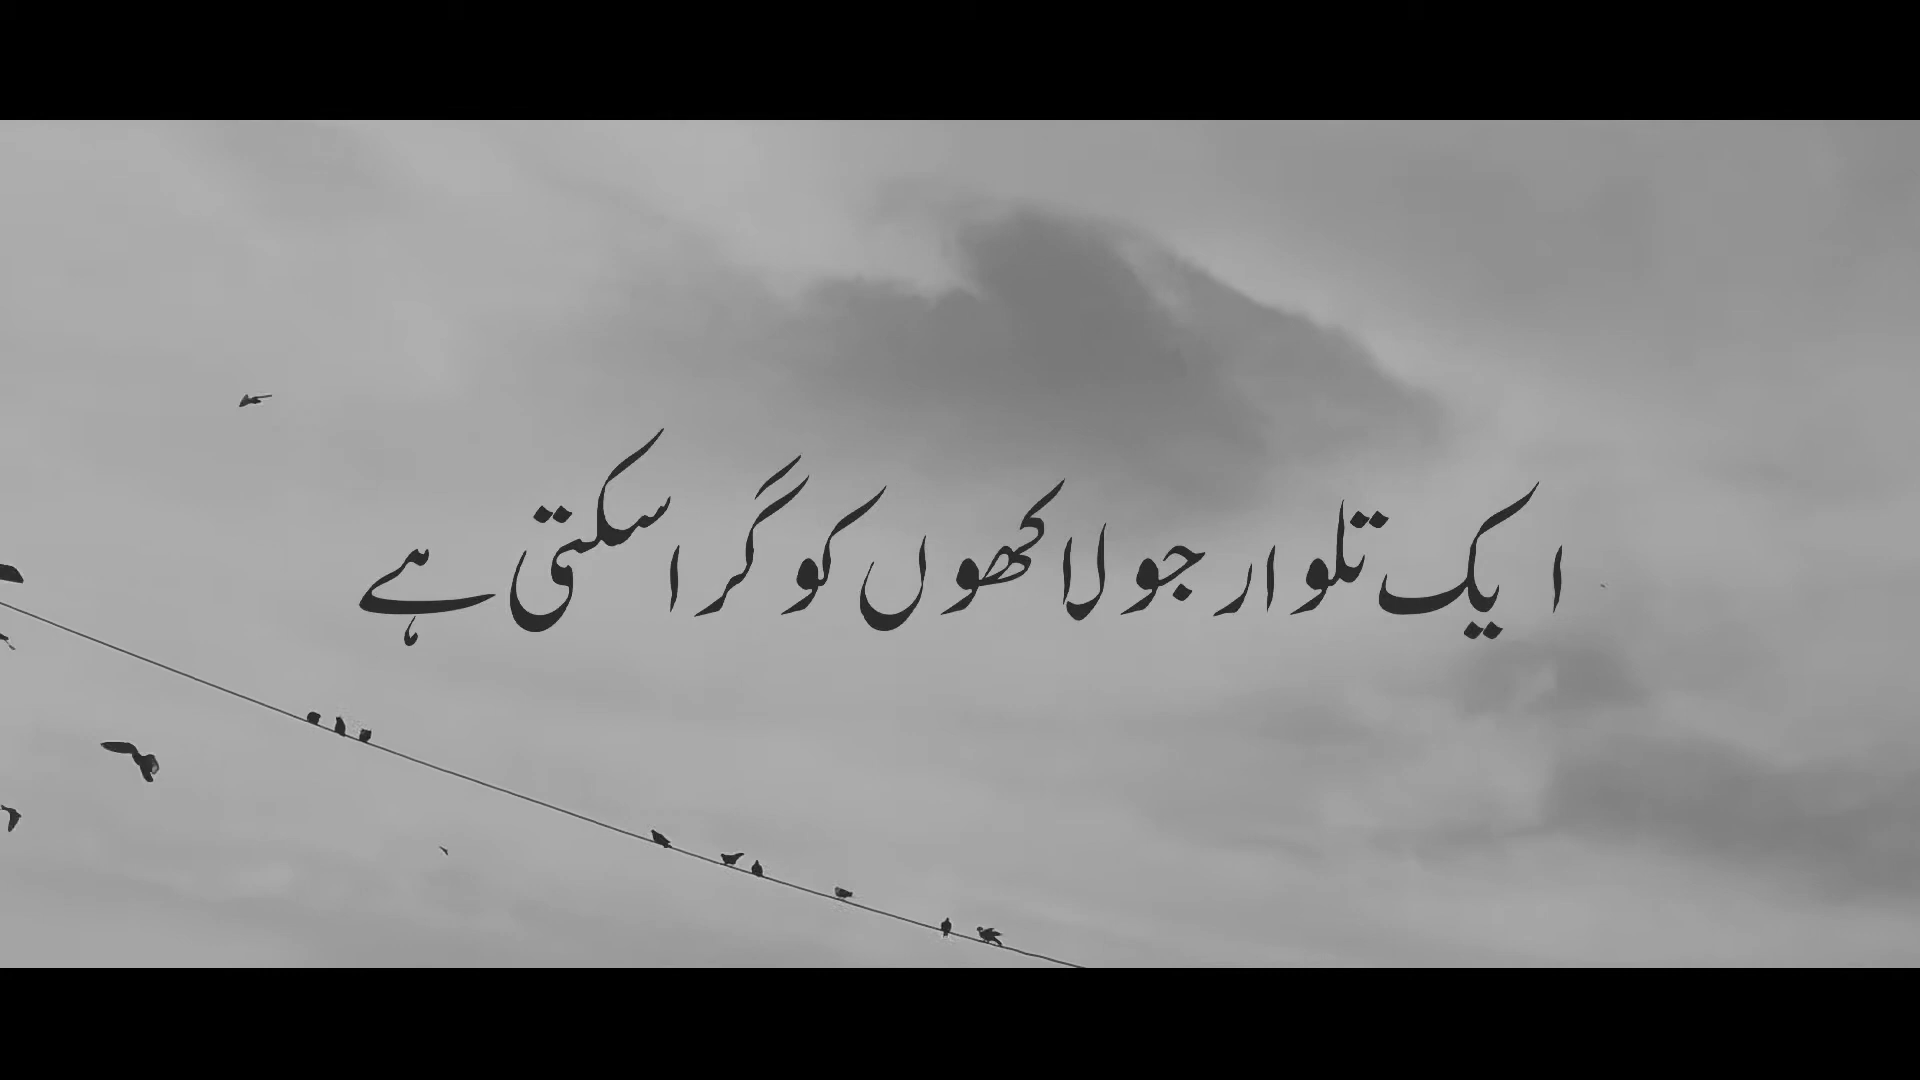 ایک تلوار جو لاکھوں کو گرا سکتی ہے